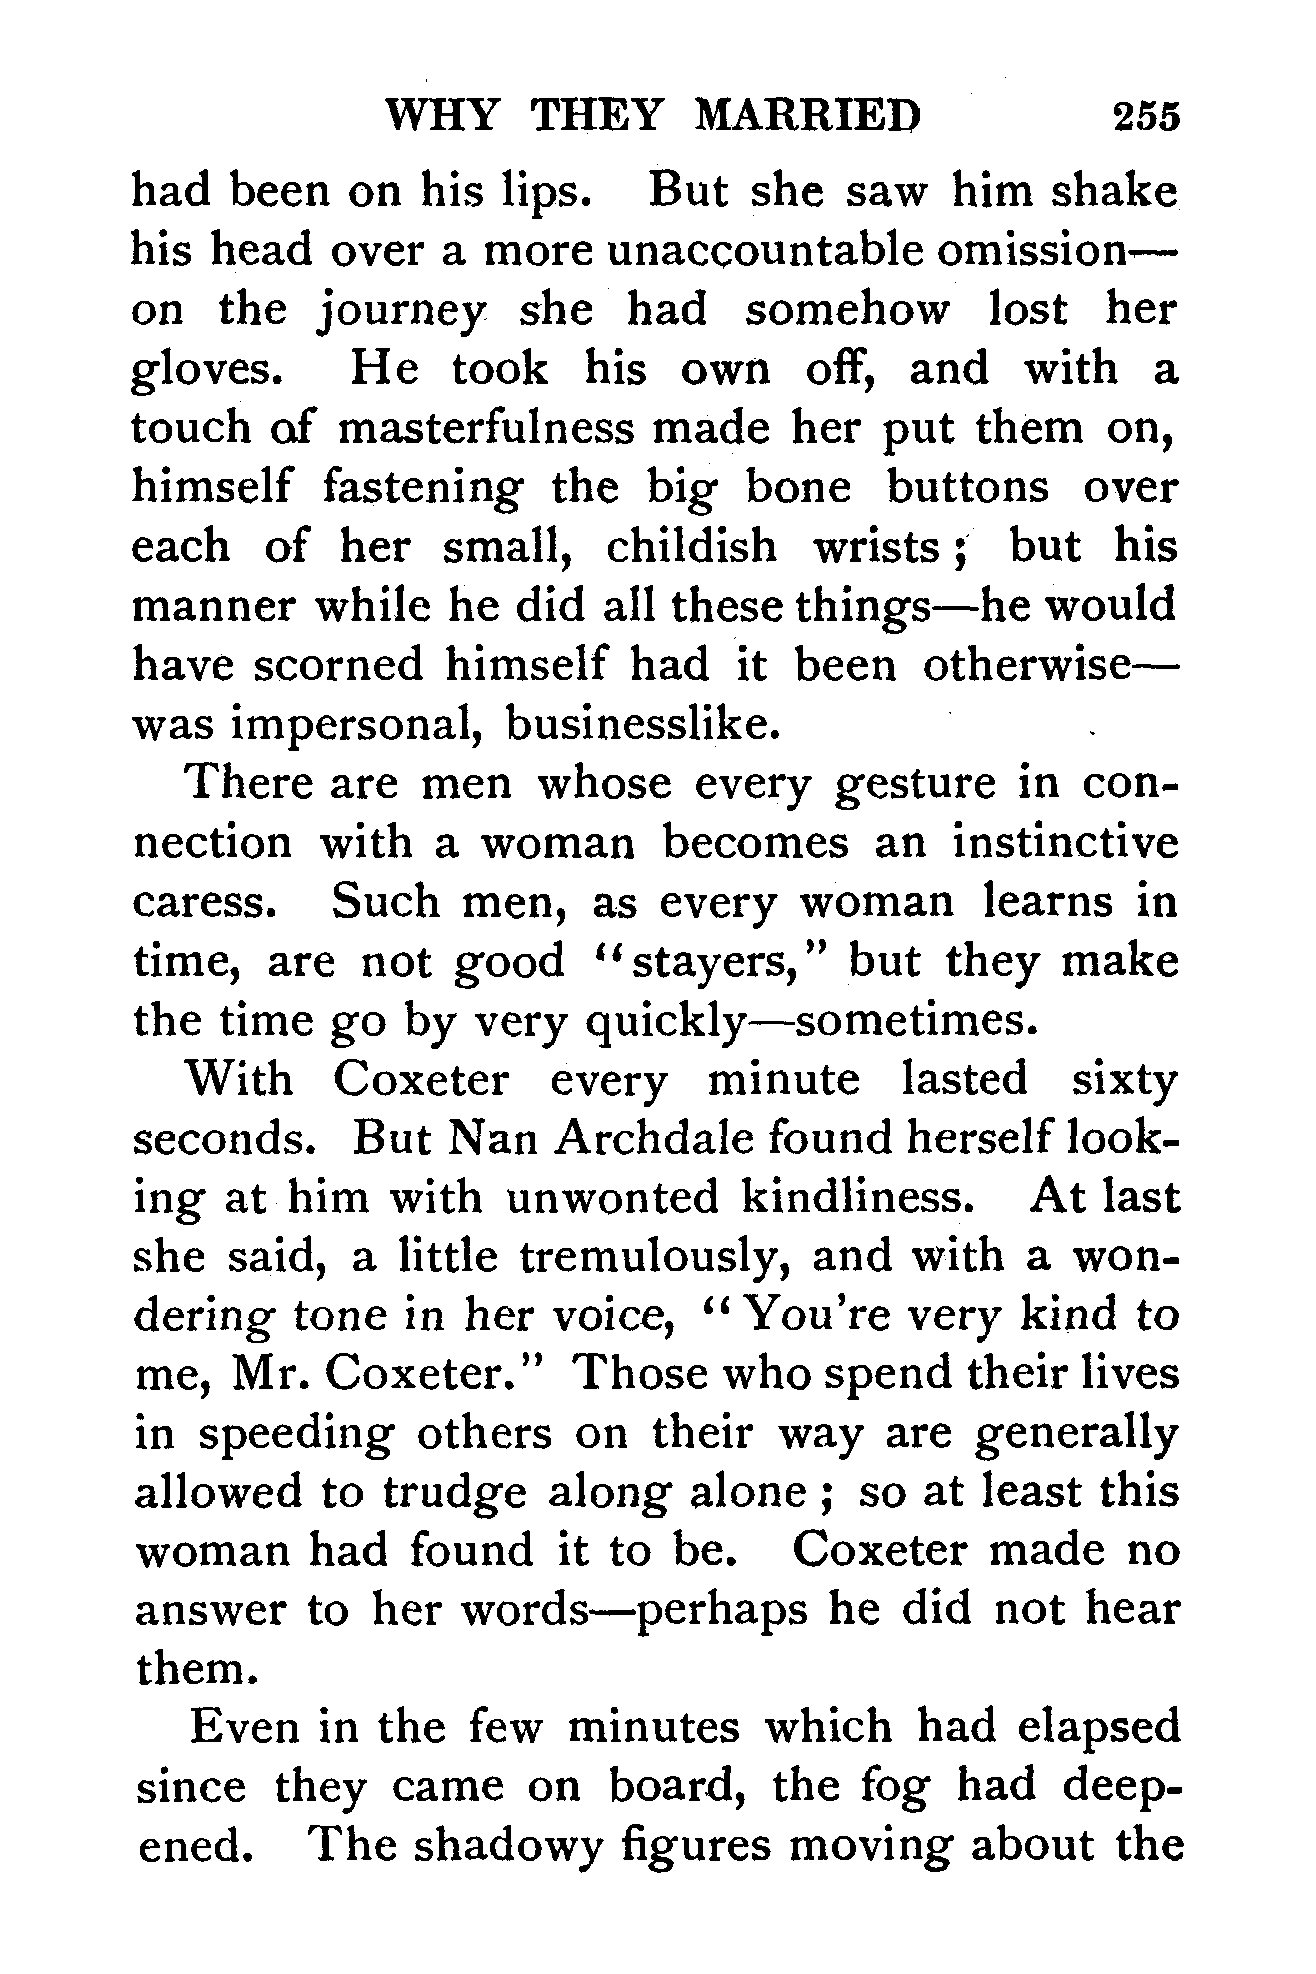 WHY THEY MARRIED 255
had been on his lips. But she saw him shake
his head over a more unaccountable omission—
on the journey she had somehow lost her
gloves. He took his own off, and with a
touch of masterfulness made her put them on,
himself fastening the big bone buttons over
each of her small, childish wrists ; but his
manner while he did all these things—he would
have scorned himself had it been otherwise—
was impersonal, businesslike.
There are men whose every gesture in con-
nection with a woman becomes an instinctive
caress. Such men, as every woman learns in
time, are not good “stayers,” but they make
the time go by very quickly—sometimes.
With Coxeter every minute lasted sixty
seconds. But Nan Archdale found herself look-
ing at him with unwonted kindliness. At last
she said, a little tremulously, and with a won-
dering tone in her voice, “You’re very kind to
me, Mr. Coxeter.” Those who spend their lives
in speeding others on their way are generally
allowed to trudge along alone ; so at least this
woman had found it to be. Coxeter made no
answer to her words—perhaps he did not hear
them.
Even in the few minutes which had elapsed
since they came on board, the fog had deep-
ened. The shadowy figures moving about the